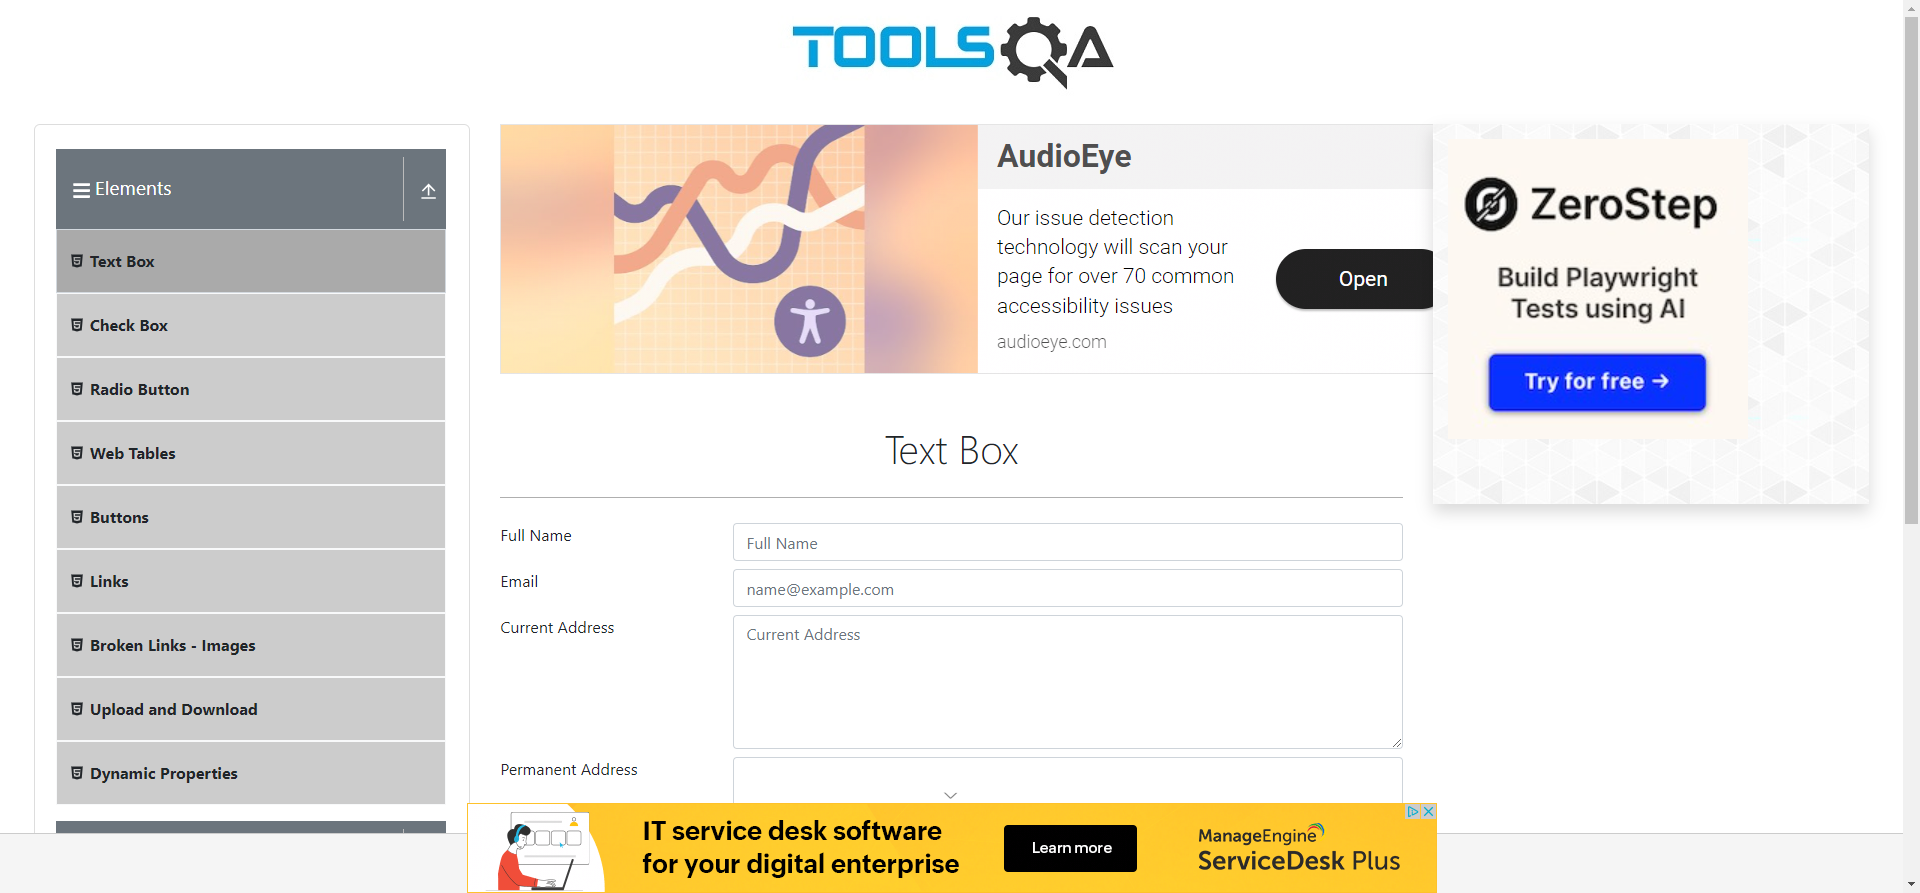 TOOLSQA
Elements
Text Box
Check Box
Radio Button
Web Tables
Buttons
Links
Broken Links - Images
Upload and Download
Dynamic Properties
AudioEye
Our issue detection
technology will scan your
page for over 70 common
accessibility issues
audioeye.com
Open
ZeroStep
Build Playwright
Tests using AI
Try for free →
Text Box
Full Name
Full Name
Email
name@example.com
Current Address
Current Address
Permanent Address
IT service desk software
for your digital enterprise
Learn more
ManageEngine
ServiceDesk Plus